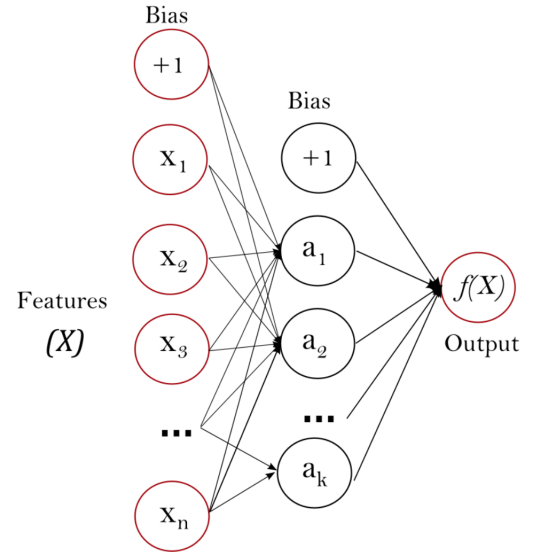 Bias
+1
x₁
x₂
x₃
...
xₙ
Features
(X)
Bias
+1
a₁
a₂
...
aₖ
f(X)
Output